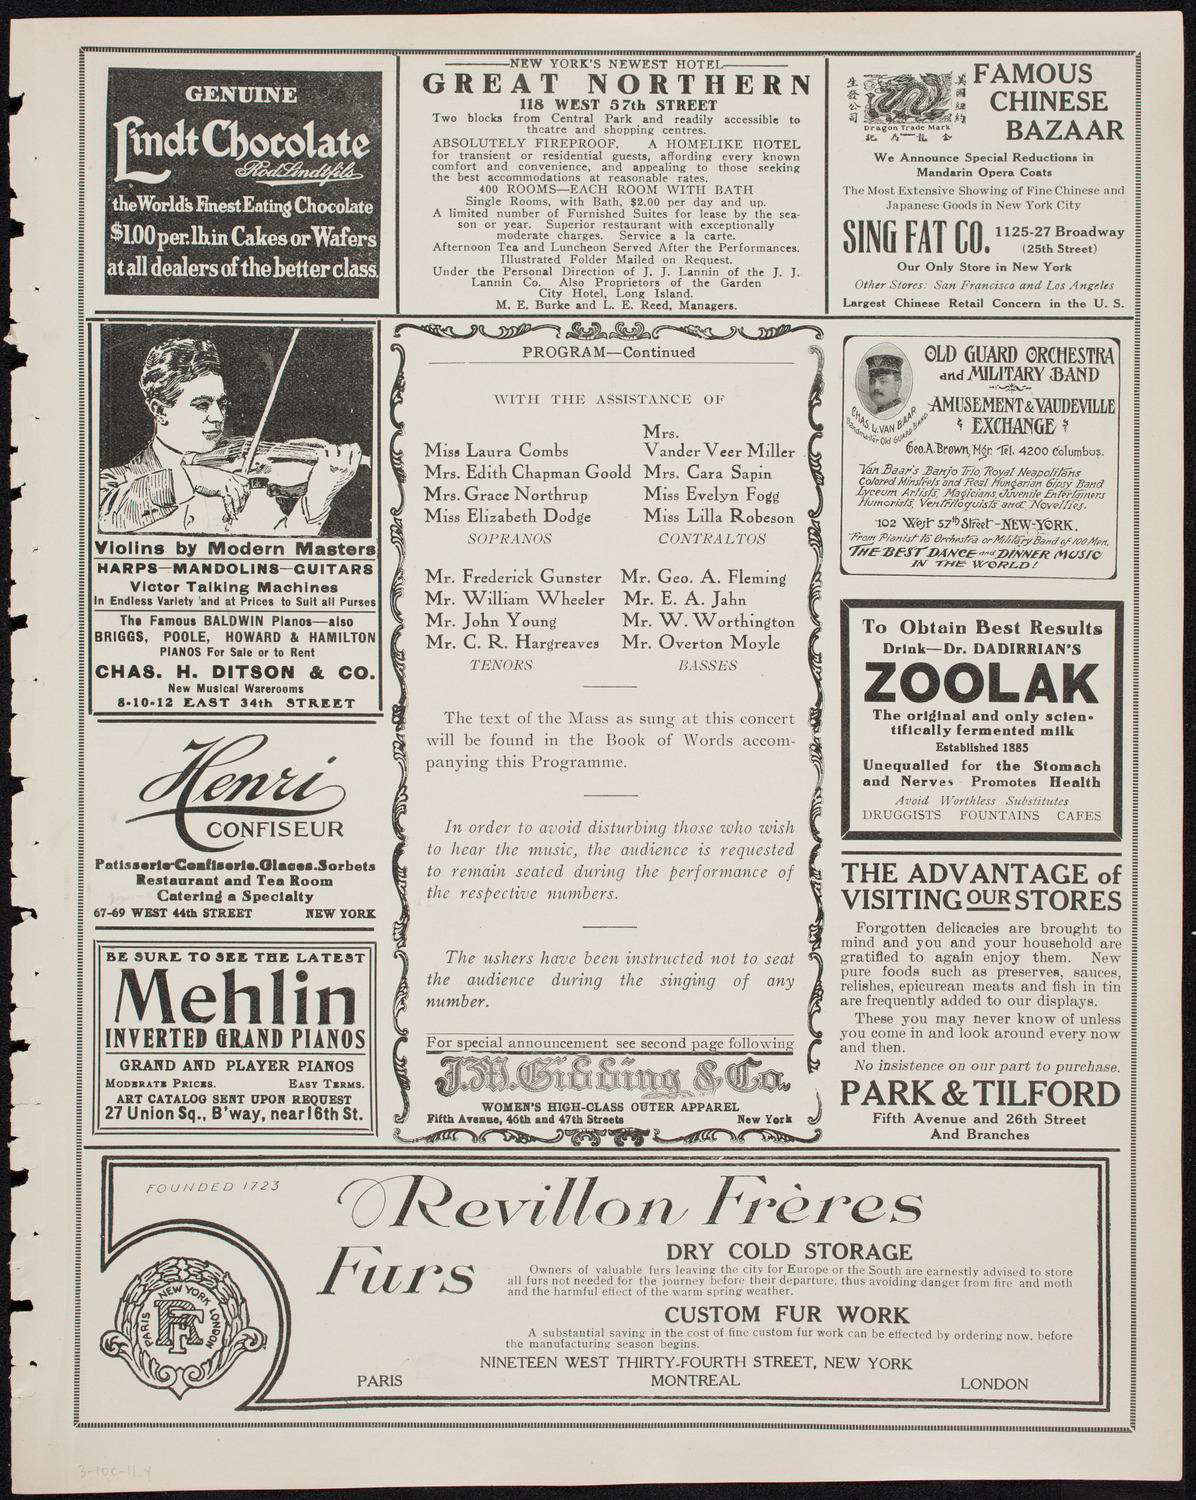 GENUINE
Lindt Chocolate
Rod. Lindt fils
the World's Finest Eating Chocolate
$1.00 per lb. in Cakes or Wafers
at all dealers of the better class.
NEW YORK'S NEWEST HOTEL
GREAT NORTHERN
118 WEST 57th STREET
Two blocks from Central Park and readily accessible to
theatre and shopping centres.
ABSOLUTELY FIREPROOF. A HOMELIKE HOTEL
for transient or residential guests, affording every known
comfort and convenience, and appealing to those seeking
the best accommodations at reasonable rates.
400 ROOMS—EACH ROOM WITH BATH
Single Rooms, with Bath, $2.00 per day and up.
A limited number of Furnished Suites for lease by the sea-
son or year. Superior restaurant with exceptionally
moderate charges. Service a la carte.
Afternoon Tea and Luncheon Served After the Performances.
Illustrated Folder Mailed on Request.
Under the Personal Direction of J. J. Lannin of the J. J.
Lannin Co. Also Proprietors of the Garden
City Hotel, Long Island.
M. E. Burke and L. E. Reed, Managers.
生發公司
Dragon Trade Mark
FAMOUS
CHINESE
BAZAAR
We Announce Special Reductions in
Mandarin Opera Coats
The Most Extensive Showing of Fine Chinese and
Japanese Goods in New York City
SING FAT CO. 1125-27 Broadway
(25th Street)
Our Only Store in New York
Other Stores: San Francisco and Los Angeles
Largest Chinese Retail Concern in the U. S.
Violins by Modern Masters
HARPS—MANDOLINS—GUITARS
Victor Talking Machines
In Endless Variety and at Prices to Suit all Purses
The Famous BALDWIN Pianos—also
BRIGGS, POOLE, HOWARD & HAMILTON
PIANOS For Sale or to Rent
CHAS. H. DITSON & CO.
New Musical Warerooms
8-10-12 EAST 34th STREET
Henri
CONFISEUR
Patisserie-Confiserie.Glaces.Sorbets
Restaurant and Tea Room
Catering a Specialty
67-69 WEST 44th STREET NEW YORK
BE SURE TO SEE THE LATEST
Mehlin
INVERTED GRAND PIANOS
GRAND AND PLAYER PIANOS
MODERATE PRICES. EASY TERMS.
ART CATALOG SENT UPON REQUEST
27 Union Sq., B'way, near 16th St.
PROGRAM—Continued
WITH THE ASSISTANCE OF
Mrs.
Miss Laura Combs Vander Veer Miller
Mrs. Edith Chapman Goold Mrs. Cara Sapin
Mrs. Grace Northrup Miss Evelyn Fogg
Miss Elizabeth Dodge Miss Lilla Robeson
SOPRANOS CONTRALTOS
Mr. Frederick Gunster Mr. Geo. A. Fleming
Mr. William Wheeler Mr. E. A. Jahn
Mr. John Young Mr. W. Worthington
Mr. C. R. Hargreaves Mr. Overton Moyle
TENORS BASSES
The text of the Mass as sung at this concert
will be found in the Book of Words accom-
panying this Programme.
In order to avoid disturbing those who wish
to hear the music, the audience is requested
to remain seated during the performance of
the respective numbers.
The ushers have been instructed not to seat
the audience during the singing of any
number.
For special announcement see second page following
J.M. Gidding & Co.
WOMEN'S HIGH-CLASS OUTER APPAREL
Fifth Avenue, 46th and 47th Streets New York
CHAS. L. VAN BAAR
Bandmaster Old GUARD BAND
OLD GUARD ORCHESTRA
and MILITARY BAND
AMUSEMENT & VAUDEVILLE
EXCHANGE
Geo. A. Brown, Mgr. Tel. 4200 Columbus.
Van Baar's Banjo Trio, Royal Neapolitans
Colored Minstrels and Real Hungarian Gipsy Band
Lyceum Artists, Magicians Juvenile Entertainers
Humorists, Ventriloquists and Novelties.
102 West 57th Street—NEW-YORK.
From Pianist to Orchestra or Military Band of 100 Men.
THE BEST DANCE and DINNER MUSIC
IN THE WORLD!
To Obtain Best Results
Drink—Dr. DADIRRIAN'S
ZOOLAK
The original and only scien-
tifically fermented milk
Established 1885
Unequalled for the Stomach
and Nerves Promotes Health
Avoid Worthless Substitutes
DRUGGISTS FOUNTAINS CAFES
THE ADVANTAGE of
VISITING OUR STORES
Forgotten delicacies are brought to
mind and you and your household are
gratified to again enjoy them. New
pure foods such as preserves, sauces,
relishes, epicurean meats and fish in tin
are frequently added to our displays.
These you may never know of unless
you come in and look around every now
and then.
No insistence on our part to purchase.
PARK & TILFORD
Fifth Avenue and 26th Street
And Branches
FOUNDED 1723
Revillon Frères
Furs
PARIS NEW YORK LONDON
RF
DRY COLD STORAGE
Owners of valuable furs leaving the city for Europe or the South are earnestly advised to store
all furs not needed for the journey before their departure, thus avoiding danger from fire and moth
and the harmful effect of the warm spring weather.
CUSTOM FUR WORK
A substantial saving in the cost of fine custom fur work can be effected by ordering now, before
the manufacturing season begins.
NINETEEN WEST THIRTY-FOURTH STREET, NEW YORK
PARIS MONTREAL LONDON